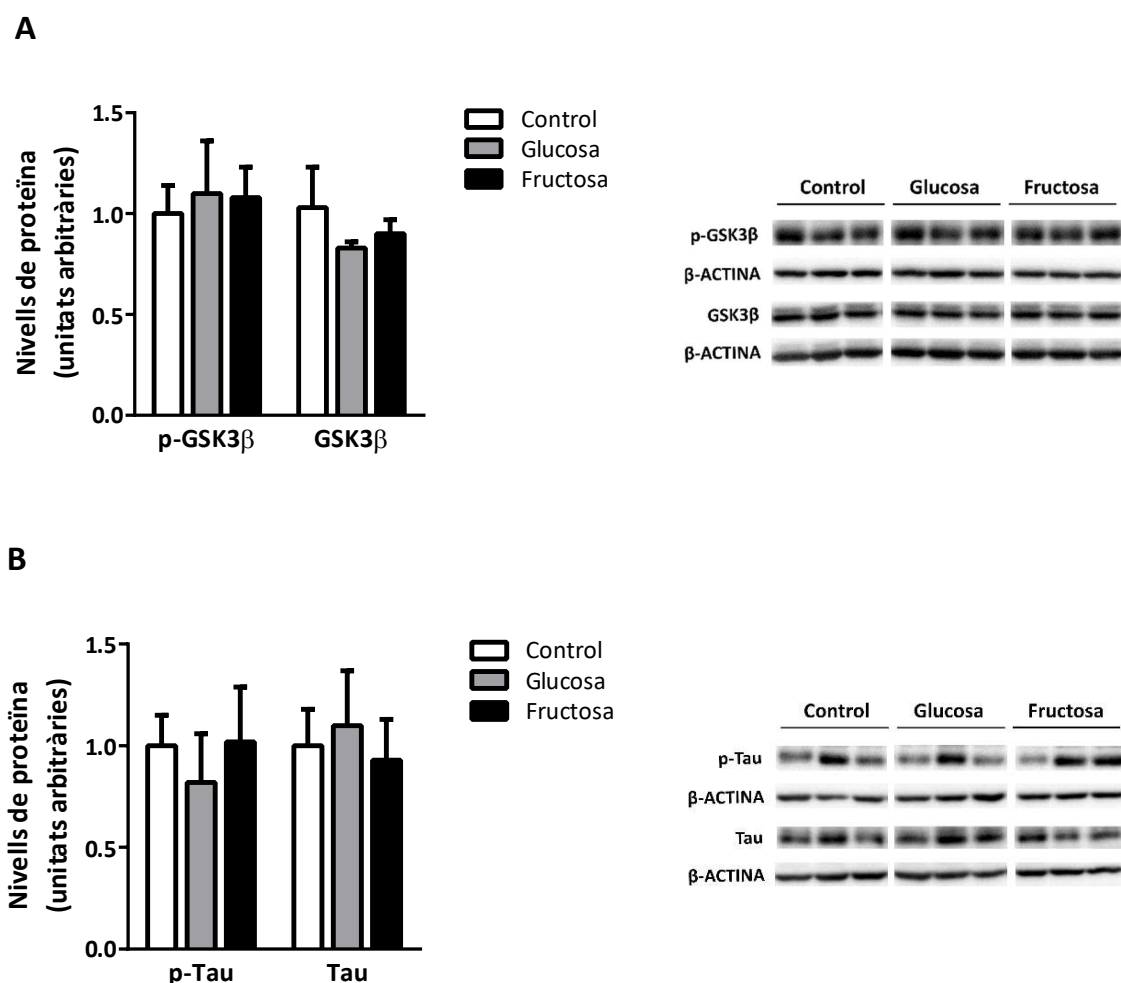 A
Nivells de proteïna
(unitats arbitràries)
1.5
1.0
0.5
0.0
p-GSK3β
GSK3β
Control
Glucosa
Fructosa
Control Glucosa Fructosa
p-GSK3β
β-ACTINA
GSK3β
β-ACTINA
B
Nivells de proteïna
(unitats arbitràries)
1.5
1.0
0.5
0.0
p-Tau
Tau
Control
Glucosa
Fructosa
Control Glucosa Fructosa
p-Tau
β-ACTINA
Tau
β-ACTINA